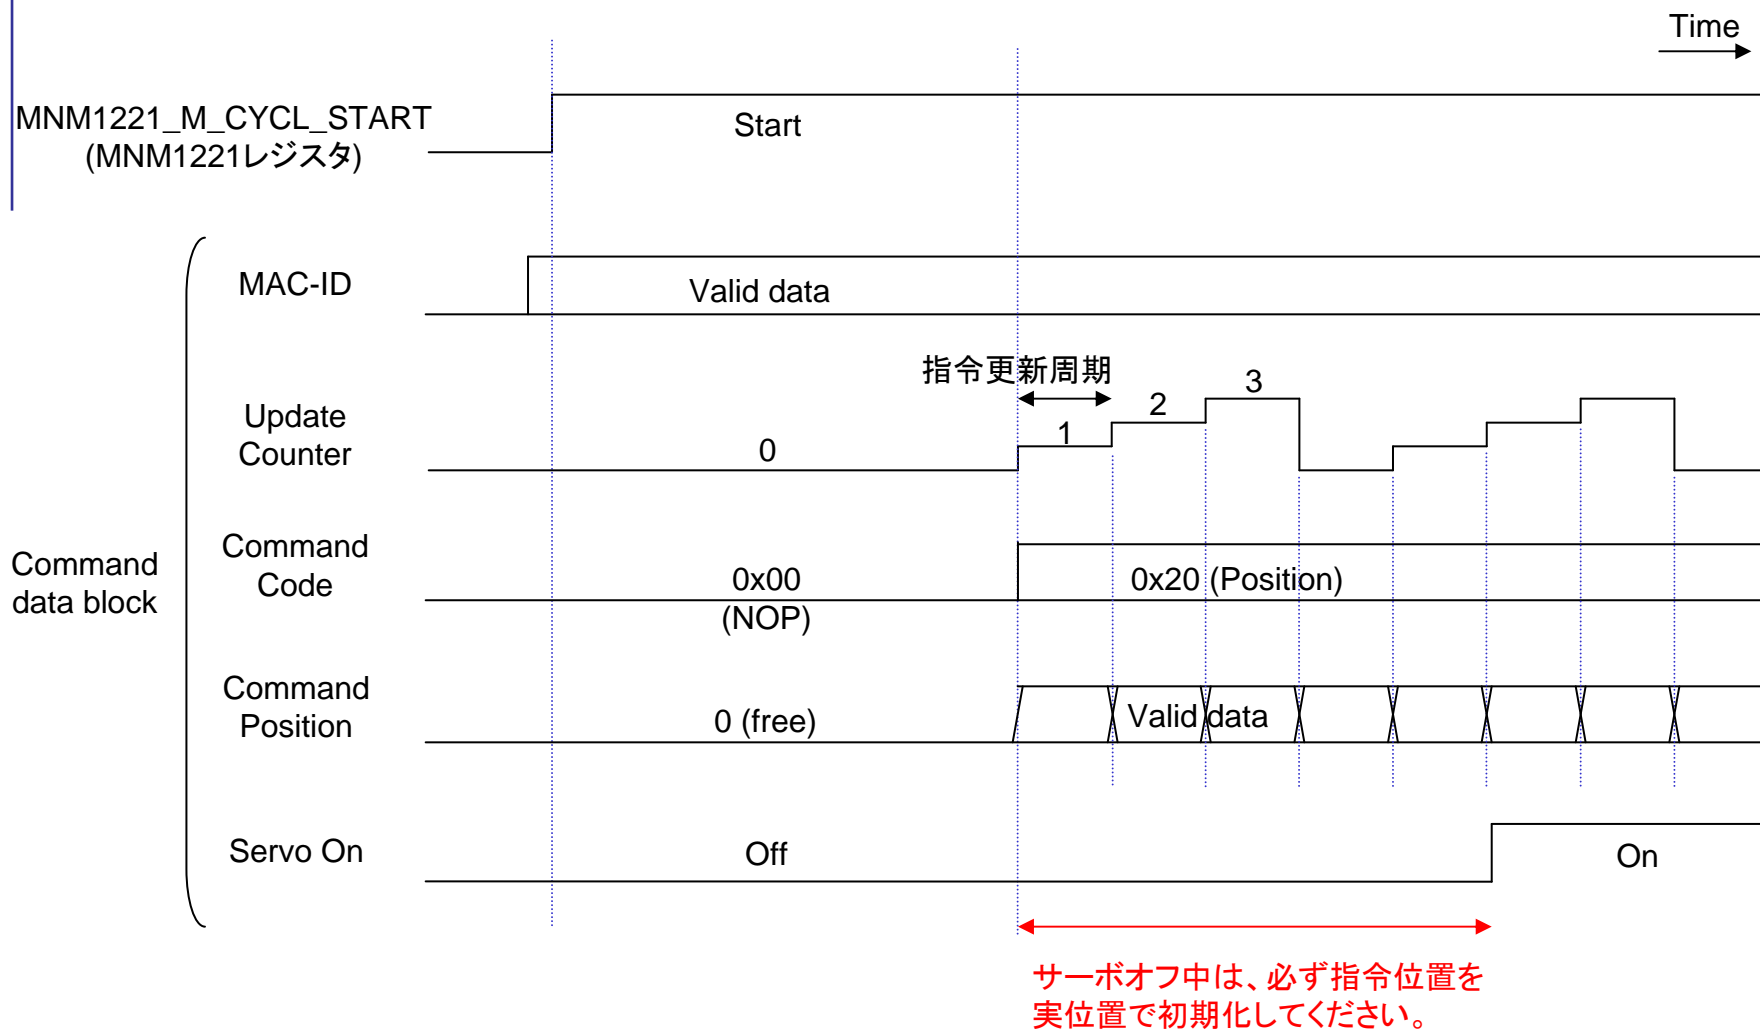 Time
MNM1221_M_CYCL_START
(MNM1221レジスタ)
Start
MAC-ID
Valid data
指令更新周期
Update
Counter
0
1
2
3
Command
data block
Command
Code
0x00
(NOP)
0x20 (Position)
Command
Position
0 (free)
Valid data
Servo On
Off
On
サーボオフ中は、必ず指令位置を
実位置で初期化してください。